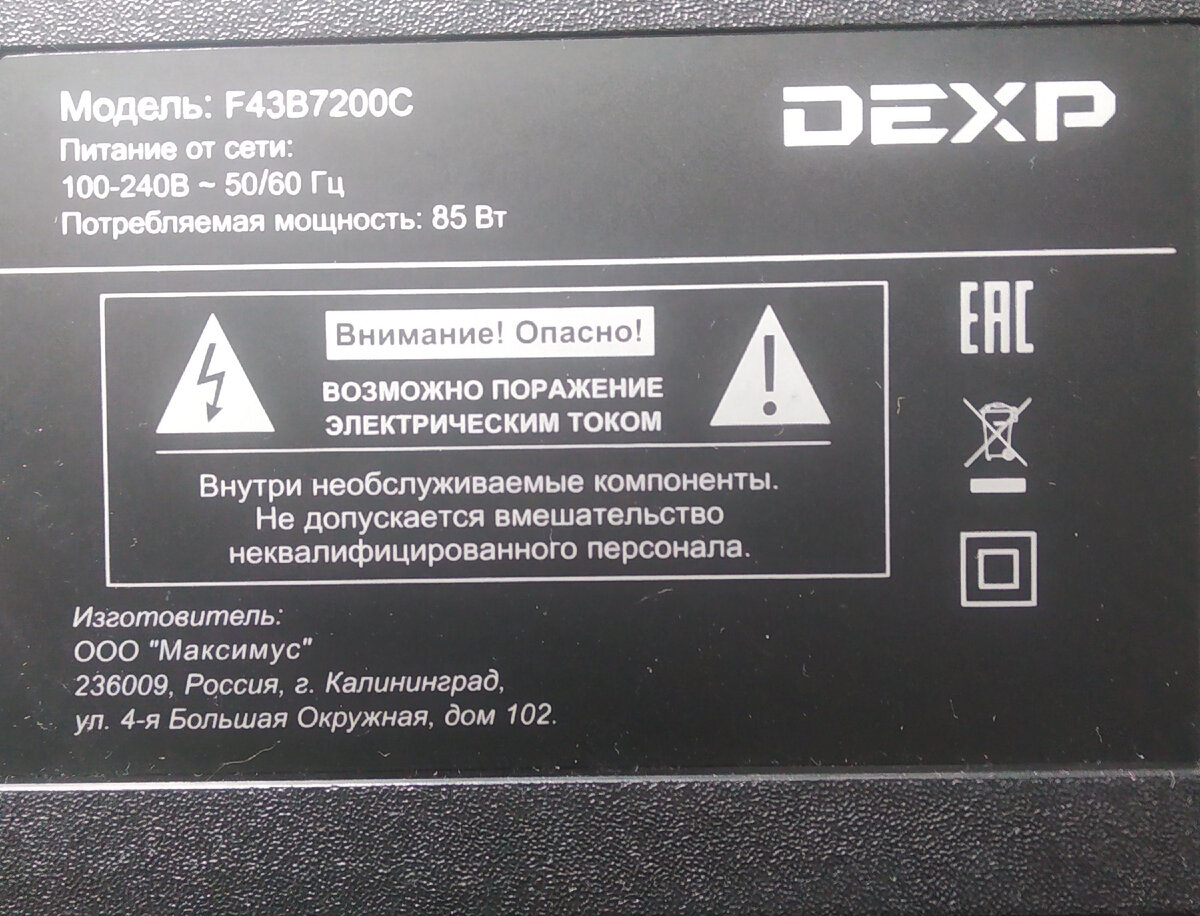 Модель: F43B7200C
DEXP
Питание от сети:
100-240В ~ 50/60 Гц
Потребляемая мощность: 85 Вт
EAC
Внимание! Опасно!
ВОЗМОЖНО ПОРАЖЕНИЕ
ЭЛЕКТРИЧЕСКИМ ТОКОМ
Внутри необслуживаемые компоненты.
Не допускается вмешательство
неквалифицированного персонала.
Изготовитель:
ООО "Максимус"
236009, Россия, г. Калининград,
ул. 4-я Большая Окружная, дом 102.